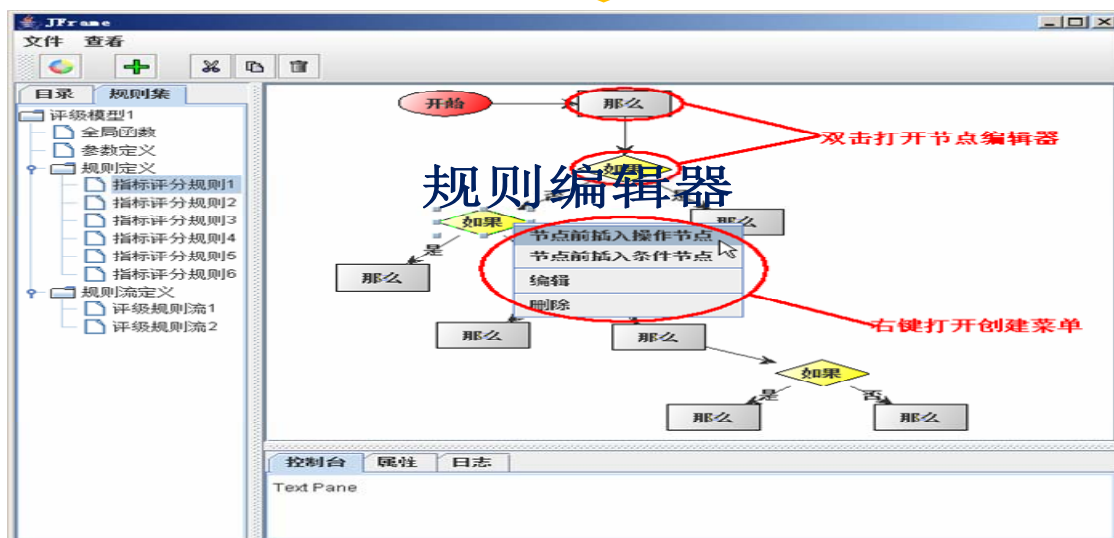 JFrame
文件 查看
目录 规则集
评级模型1
全局函数
参数定义
规则定义
指标评分规则1
指标评分规则2
指标评分规则3
指标评分规则4
指标评分规则5
指标评分规则6
规则流定义
评级规则流1
评级规则流2
开始
那么
双击打开节点编辑器
如果
规则编辑器
否
是
如果
那么
是
那么
节点前插入操作节点
节点前插入条件节点
编辑
删除
那么
那么
右键打开创建菜单
如果
是
否
那么
那么
控制台 属性 日志
Text Pane